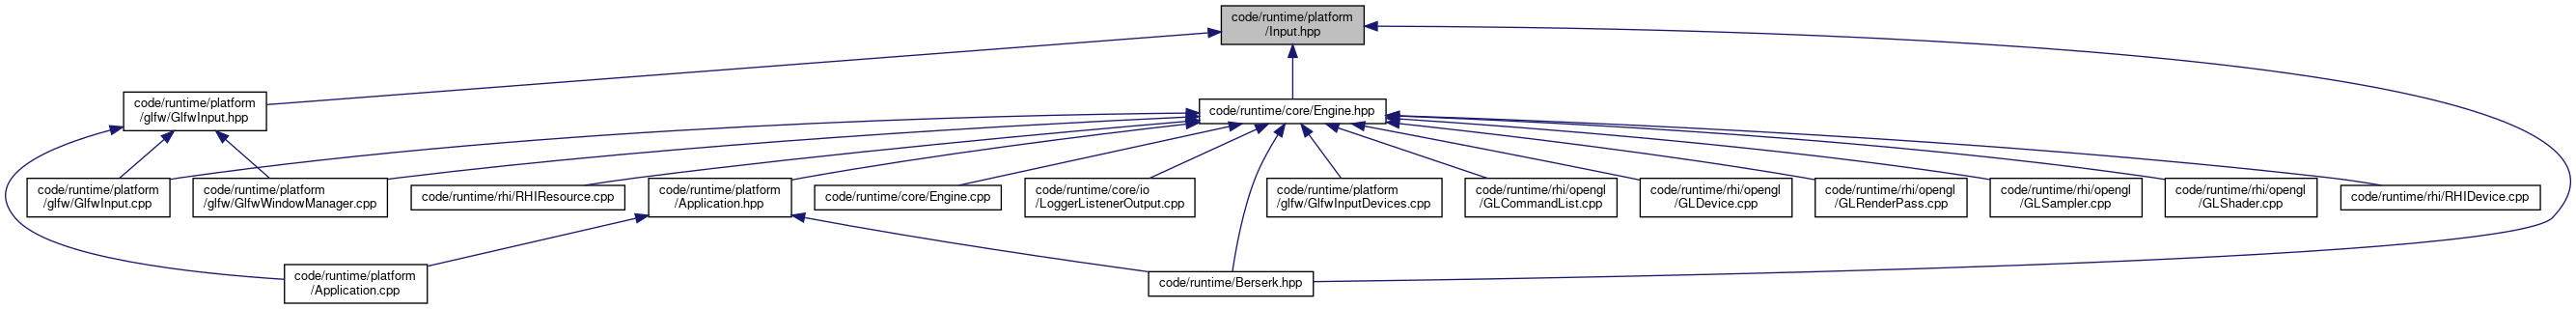 code/runtime/platform
/Input.hpp
code/runtime/platform
/glfw/GlfwInput.hpp
code/runtime/core/Engine.hpp
code/runtime/platform
/glfw/GlfwInput.cpp
code/runtime/platform
/glfw/GlfwWindowManager.cpp
code/runtime/rhi/RHIResource.cpp
code/runtime/platform
/Application.hpp
code/runtime/core/Engine.cpp
code/runtime/core/io
/LoggerListenerOutput.cpp
code/runtime/platform
/glfw/GlfwInputDevices.cpp
code/runtime/rhi/opengl
/GLCommandList.cpp
code/runtime/rhi/opengl
/GLDevice.cpp
code/runtime/rhi/opengl
/GLRenderPass.cpp
code/runtime/rhi/opengl
/GLSampler.cpp
code/runtime/rhi/opengl
/GLShader.cpp
code/runtime/rhi/RHIDevice.cpp
code/runtime/platform
/Application.cpp
code/runtime/Berserk.hpp